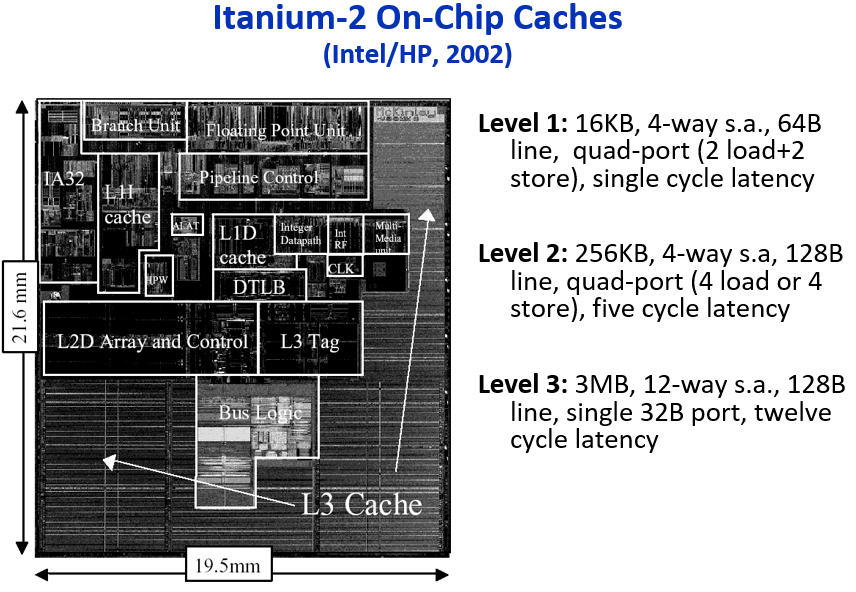 Itanium-2 On-Chip Caches
(Intel/HP, 2002)
Branch Unit
Floating Point Unit
McKinley
IA32
L1I
cache
Pipeline Control
ALAT
L1D
cache
Integer
Datapath
Int
RF
Multi-
Media
unit
HPW
DTLB
CLK
L2D Array and Control
L3 Tag
Bus Logic
L3 Cache
21.6 mm
19.5mm
Level 1: 16KB, 4-way s.a., 64B
line, quad-port (2 load+2
store), single cycle latency
Level 2: 256KB, 4-way s.a, 128B
line, quad-port (4 load or 4
store), five cycle latency
Level 3: 3MB, 12-way s.a., 128B
line, single 32B port, twelve
cycle latency